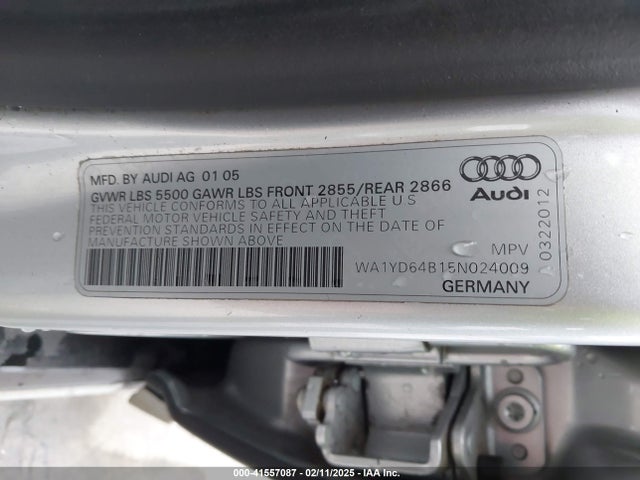 MFD. BY AUDI AG 01 05
GVWR LBS 5500 GAWR LBS FRONT 2855/REAR 2866
THIS VEHICLE CONFORMS TO ALL APPLICABLE U S
FEDERAL MOTOR VEHICLE SAFETY AND THEFT
PREVENTION STANDARDS IN EFFECT ON THE DATE OF
MANUFACTURE SHOWN ABOVE
Audi
0322012
MPV
WA1YD64B15N024009
GERMANY
000-41557087 - 02/11/2025 - IAA Inc.